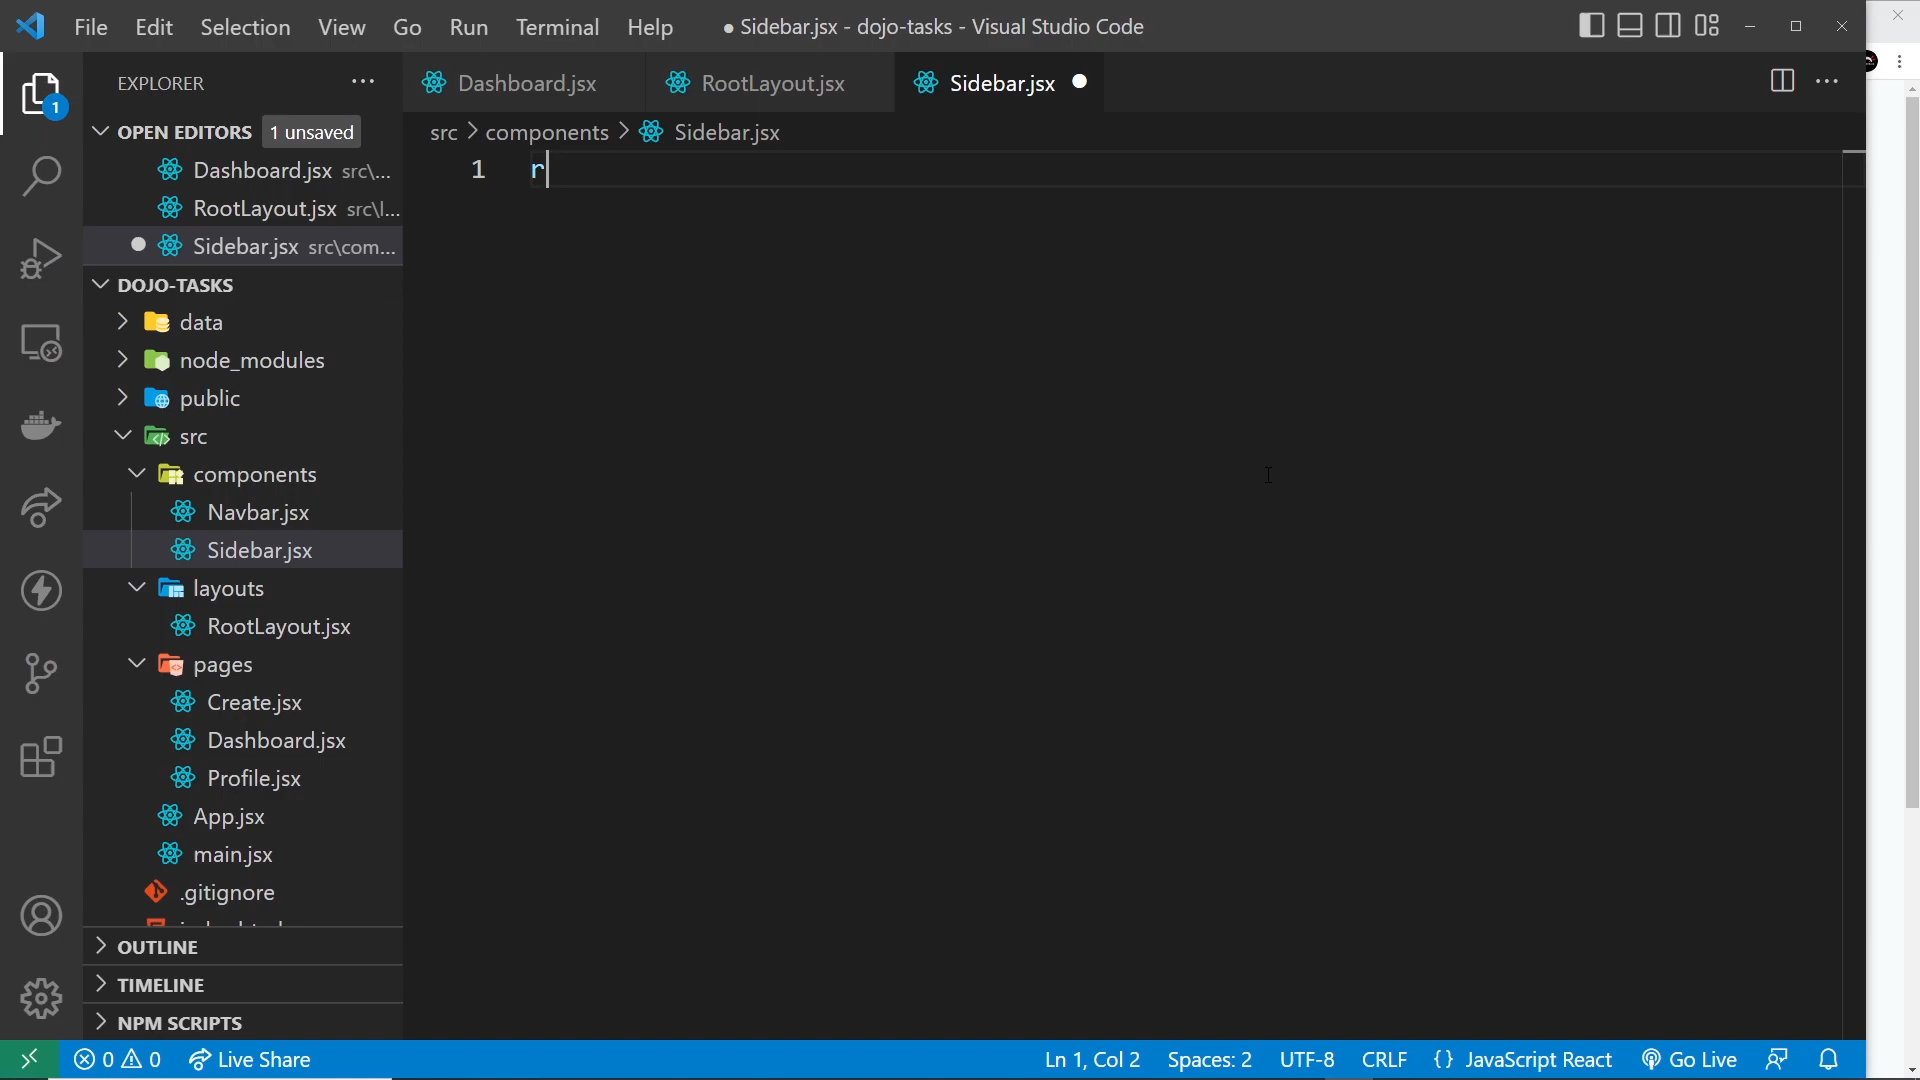 File Edit Selection View Go Run Terminal Help
● Sidebar.jsx - dojo-tasks - Visual Studio Code
EXPLORER
1
OPEN EDITORS 1 unsaved
Dashboard.jsx src\...
RootLayout.jsx src\l...
Sidebar.jsx src\com...
DOJO-TASKS
data
node_modules
public
src
components
Navbar.jsx
Sidebar.jsx
layouts
RootLayout.jsx
pages
Create.jsx
Dashboard.jsx
Profile.jsx
App.jsx
main.jsx
.gitignore
OUTLINE
TIMELINE
NPM SCRIPTS
Dashboard.jsx RootLayout.jsx Sidebar.jsx
src > components > Sidebar.jsx
1 r
0 0 Live Share
Ln 1, Col 2 Spaces: 2 UTF-8 CRLF {} JavaScript React Go Live